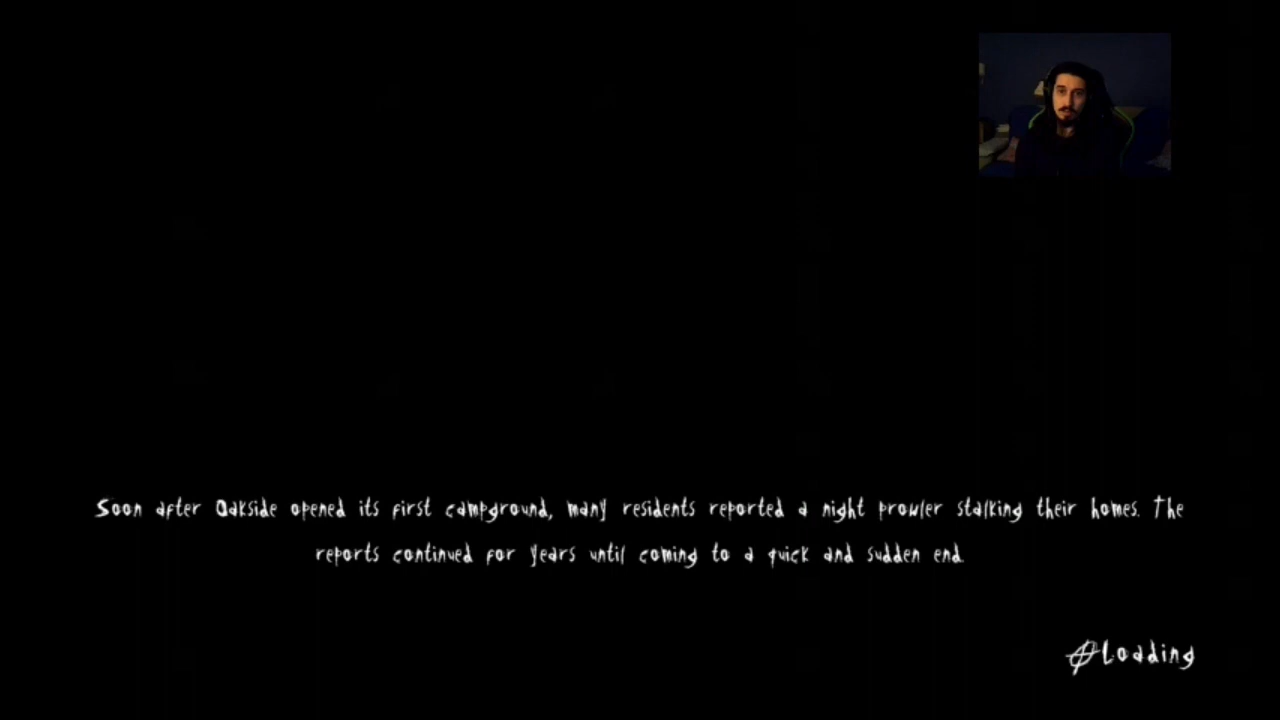 Soon after Oakside opened its first campground, many residents reported a night prowler stalking their homes. The
reports continued for years until coming to a quick and sudden end.
Loading